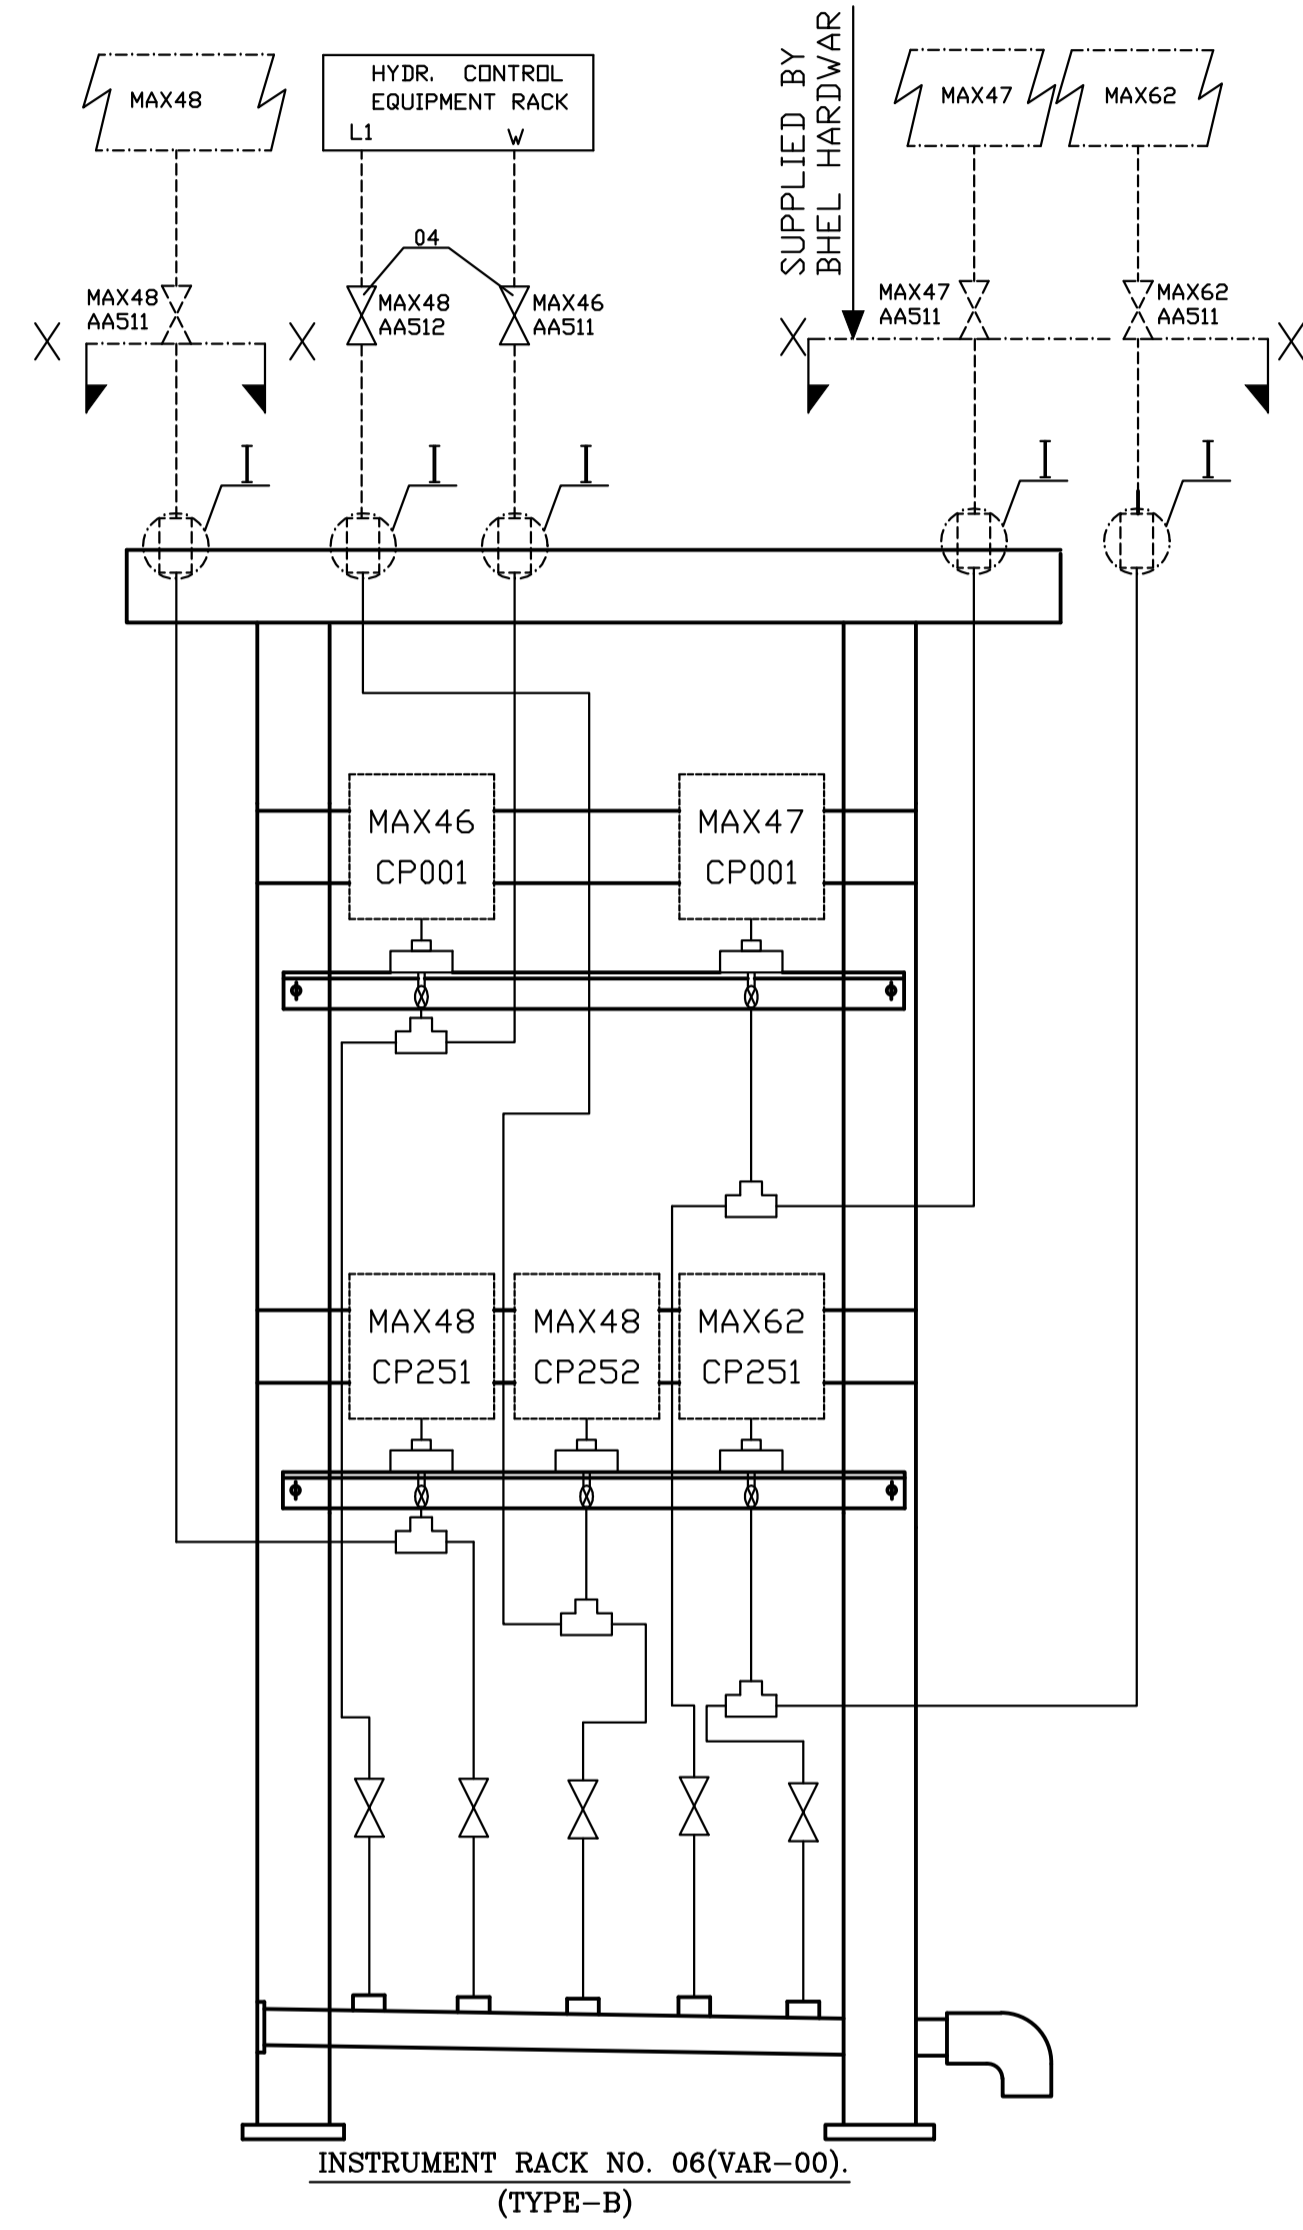 MAX48
HYDR. CONTROL
EQUIPMENT RACK
L1
W
SUPPLIED BY
BHEL HARDWAR
MAX47
MAX62
04
MAX48
AA511
MAX48
AA512
MAX46
AA511
MAX47
AA511
MAX62
AA511
X
X
X
X
I
I
I
I
I
MAX46
CP001
MAX47
CP001
MAX48
CP251
MAX48
CP252
MAX62
CP251
INSTRUMENT RACK NO. 06(VAR-00).
(TYPE-B)